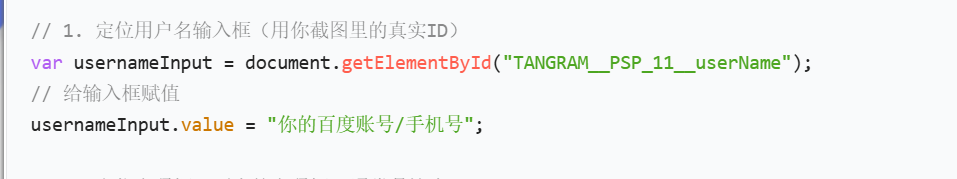 // 1. 定位用户名输入框（用你截图里的真实ID）
var usernameInput = document.getElementById("TANGRAM__PSP_11__userName");
// 给输入框赋值
usernameInput.value = "你的百度账号/手机号";